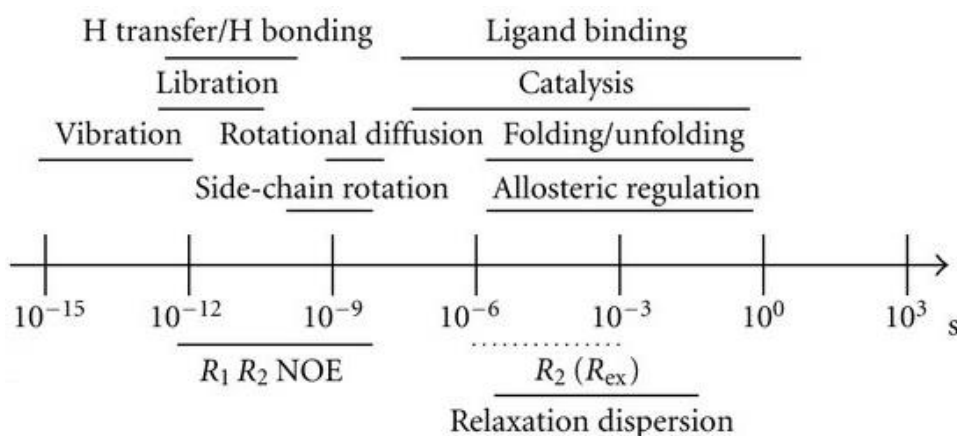 H transfer/H bonding Ligand binding
Libration Catalysis
Vibration Rotational diffusion Folding/unfolding
Side-chain rotation Allosteric regulation
10⁻¹⁵ 10⁻¹² 10⁻⁹ 10⁻⁶ 10⁻³ 10⁰ 10³ s
R₁ R₂ NOE R₂ (Rₑₓ)
Relaxation dispersion